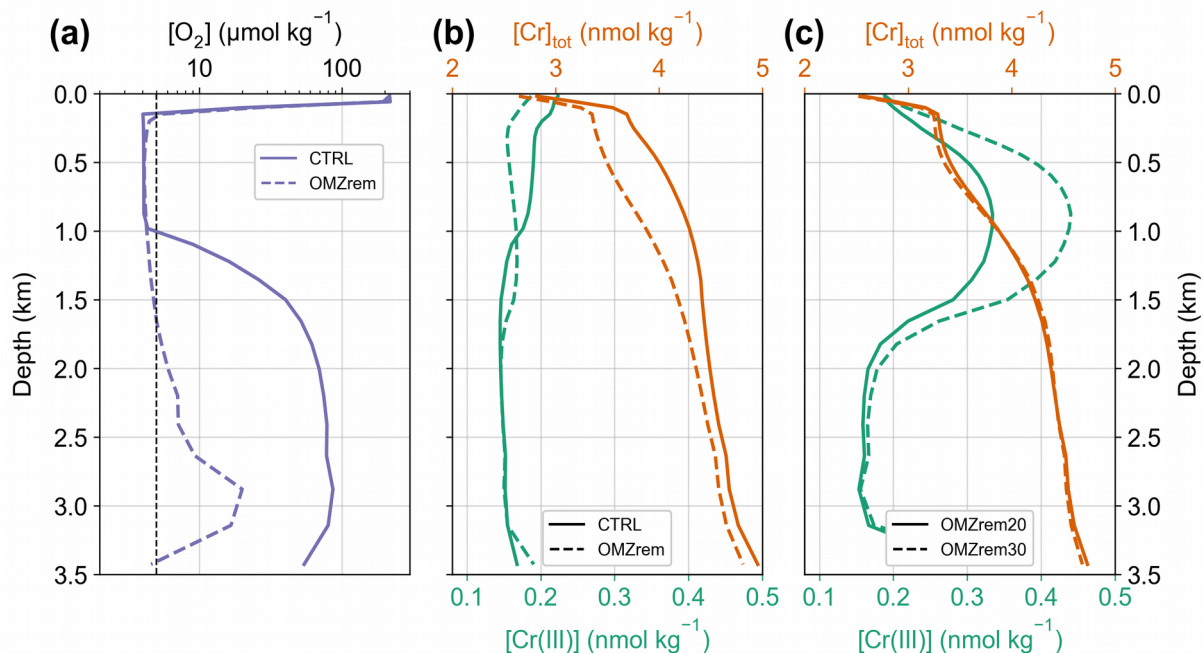 (a)
[O₂] (µmol kg⁻¹)
10 100
0.0
0.5
1.0
1.5
2.0
2.5
3.0
3.5
Depth (km)
CTRL
OMZrem
(b)
[Cr]tot (nmol kg⁻¹)
2 3 4 5
CTRL
OMZrem
0.1 0.2 0.3 0.4 0.5
[Cr(III)] (nmol kg⁻¹)
(c)
[Cr]tot (nmol kg⁻¹)
2 3 4 5
0.0
0.5
1.0
1.5
2.0
2.5
3.0
3.5
Depth (km)
OMZrem20
OMZrem30
0.1 0.2 0.3 0.4 0.5
[Cr(III)] (nmol kg⁻¹)